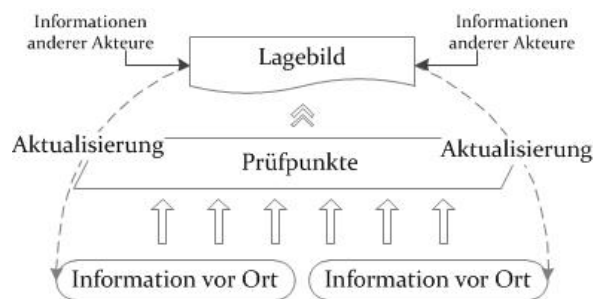 Informationen
anderer Akteure
Informationen
anderer Akteure
Lagebild
Aktualisierung
Prüfpunkte
Aktualisierung
Information vor Ort
Information vor Ort